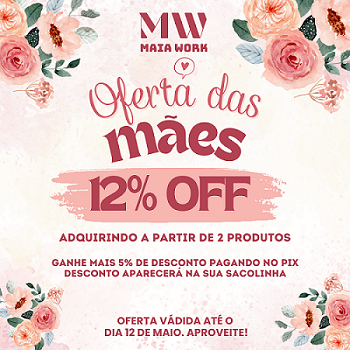 MW
MAIA WORK
Oferta das
mães
12% OFF
ADQUIRINDO A PARTIR DE 2 PRODUTOS
GANHE MAIS 5% DE DESCONTO PAGANDO NO PIX
DESCONTO APARECERÁ NA SUA SACOLINHA
OFERTA VÁDIDA ATÉ O
DIA 12 DE MAIO. APROVEITE!